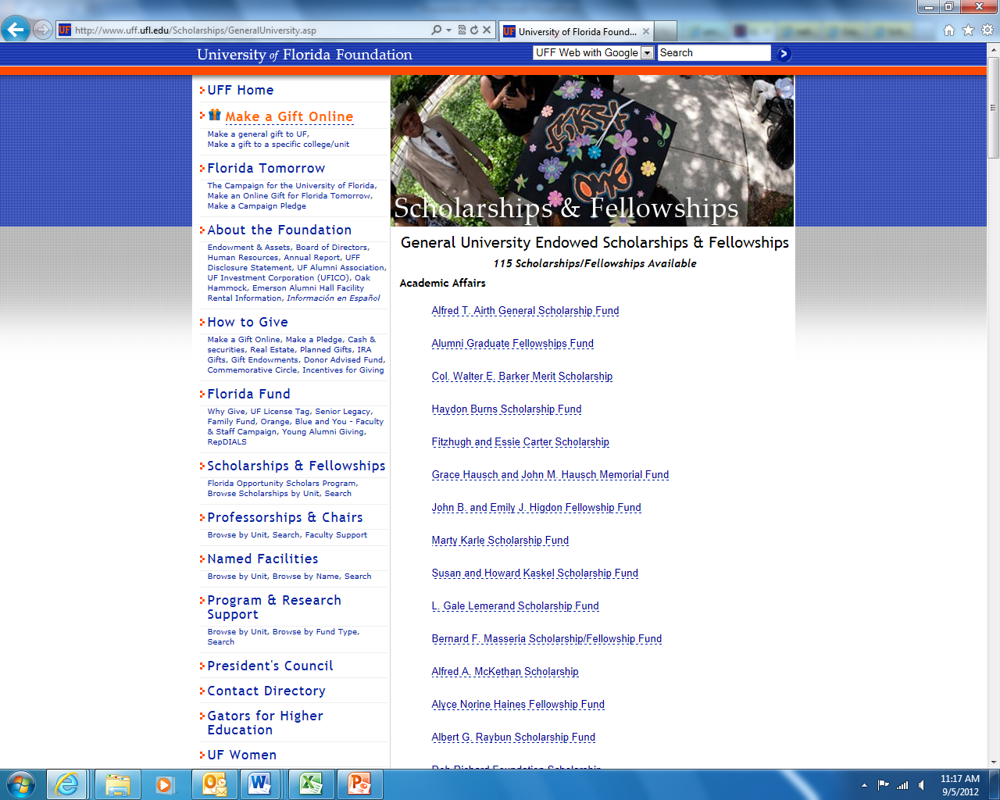 http://www.uff.ufl.edu/Scholarships/GeneralUniversity.asp
University of Florida Found...
University of Florida Foundation
UFF Web with Google
Search
UFF Home
Make a Gift Online
Make a general gift to UF,
Make a gift to a specific college/unit
Florida Tomorrow
The Campaign for the University of Florida,
Make an Online Gift for Florida Tomorrow,
Make a Campaign Pledge
About the Foundation
Endowment & Assets, Board of Directors,
Human Resources, Annual Report, UFF
Disclosure Statement, UF Alumni Association,
UF Investment Corporation (UFICO), Oak
Hammock, Emerson Alumni Hall Facility
Rental Information, Información en Español
How to Give
Make a Gift Online, Make a Pledge, Cash &
securities, Real Estate, Planned Gifts, IRA
Gifts, Gift Endowments, Donor Advised Fund,
Commemorative Circle, Incentives for Giving
Florida Fund
Why Give, UF License Tag, Senior Legacy,
Family Fund, Orange, Blue and You - Faculty
& Staff Campaign, Young Alumni Giving,
RepDIALS
Scholarships & Fellowships
Florida Opportunity Scholars Program,
Browse Scholarships by Unit, Search
Professorships & Chairs
Browse by Unit, Search, Faculty Support
Named Facilities
Browse by Unit, Browse by Name, Search
Program & Research
Support
Browse by Unit, Browse by Fund Type,
Search
President's Council
Contact Directory
Gators for Higher
Education
UF Women
Scholarships & Fellowships
General University Endowed Scholarships & Fellowships
115 Scholarships/Fellowships Available
Academic Affairs
Alfred T. Airth General Scholarship Fund
Alumni Graduate Fellowships Fund
Col. Walter E. Barker Merit Scholarship
Haydon Burns Scholarship Fund
Fitzhugh and Essie Carter Scholarship
Grace Hausch and John M. Hausch Memorial Fund
John B. and Emily J. Higdon Fellowship Fund
Marty Karle Scholarship Fund
Susan and Howard Kaskel Scholarship Fund
L. Gale Lemerand Scholarship Fund
Bernard F. Masseria Scholarship/Fellowship Fund
Alfred A. McKethan Scholarship
Alyce Norine Haines Fellowship Fund
Albert G. Raybun Scholarship Fund
11:17 AM
9/5/2012